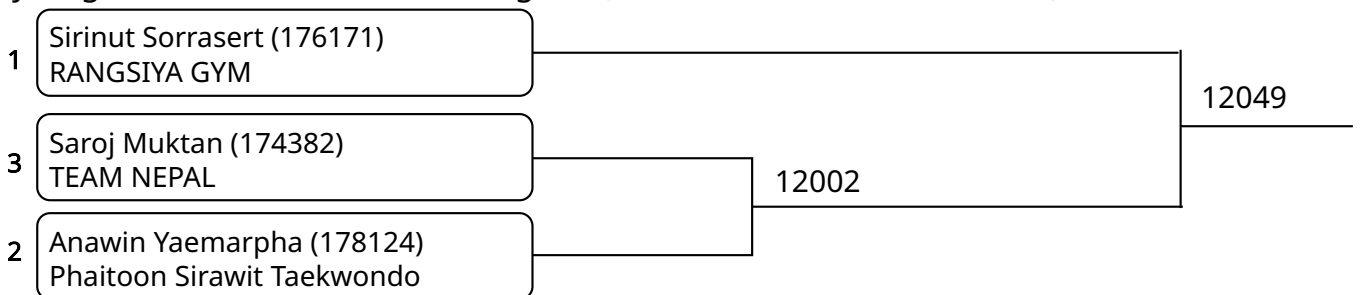 1
Sirinut Sorrasert (176171)
RANGSIYA GYM
12049
3
Saroj Muktan (174382)
TEAM NEPAL
12002
2
Anawin Yaemarpha (178124)
Phaitoon Sirawit Taekwondo